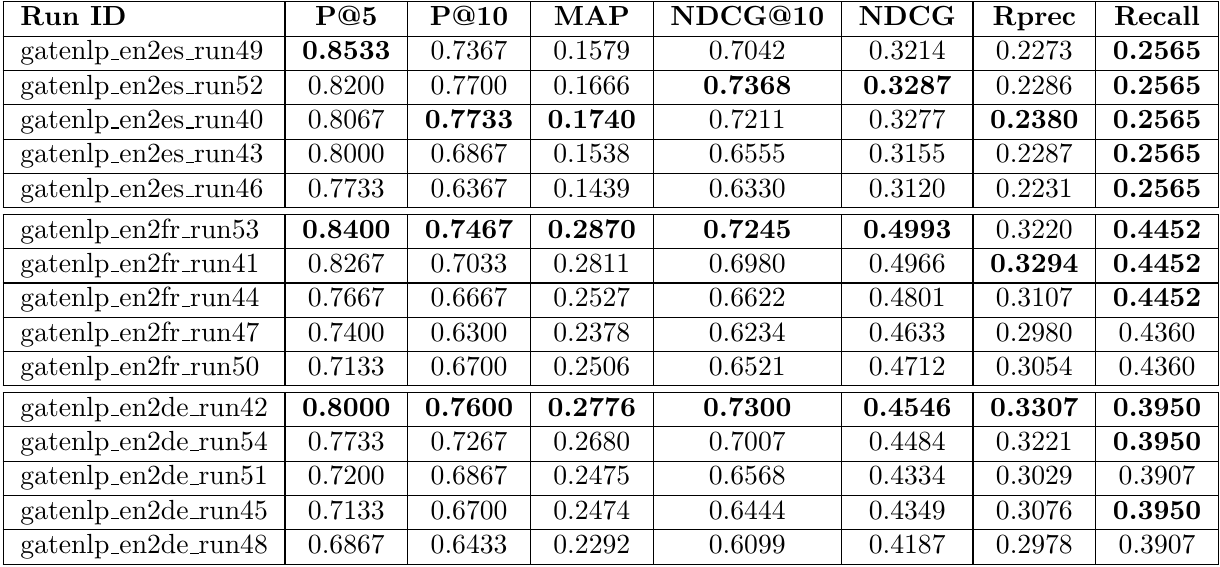 Run ID P@5 P@10 MAP NDCG@10 NDCG Rprec Recall
gatenlp_en2es_run49 0.8533 0.7367 0.1579 0.7042 0.3214 0.2273 0.2565
gatenlp_en2es_run52 0.8200 0.7700 0.1666 0.7368 0.3287 0.2286 0.2565
gatenlp_en2es_run40 0.8067 0.7733 0.1740 0.7211 0.3277 0.2380 0.2565
gatenlp_en2es_run43 0.8000 0.6867 0.1538 0.6555 0.3155 0.2287 0.2565
gatenlp_en2es_run46 0.7733 0.6367 0.1439 0.6330 0.3120 0.2231 0.2565
gatenlp_en2fr_run53 0.8400 0.7467 0.2870 0.7245 0.4993 0.3220 0.4452
gatenlp_en2fr_run41 0.8267 0.7033 0.2811 0.6980 0.4966 0.3294 0.4452
gatenlp_en2fr_run44 0.7667 0.6667 0.2527 0.6622 0.4801 0.3107 0.4452
gatenlp_en2fr_run47 0.7400 0.6300 0.2378 0.6234 0.4633 0.2980 0.4360
gatenlp_en2fr_run50 0.7133 0.6700 0.2506 0.6521 0.4712 0.3054 0.4360
gatenlp_en2de_run42 0.8000 0.7600 0.2776 0.7300 0.4546 0.3307 0.3950
gatenlp_en2de_run54 0.7733 0.7267 0.2680 0.7007 0.4484 0.3221 0.3950
gatenlp_en2de_run51 0.7200 0.6867 0.2475 0.6568 0.4334 0.3029 0.3907
gatenlp_en2de_run45 0.7133 0.6700 0.2474 0.6444 0.4349 0.3076 0.3950
gatenlp_en2de_run48 0.6867 0.6433 0.2292 0.6099 0.4187 0.2978 0.3907